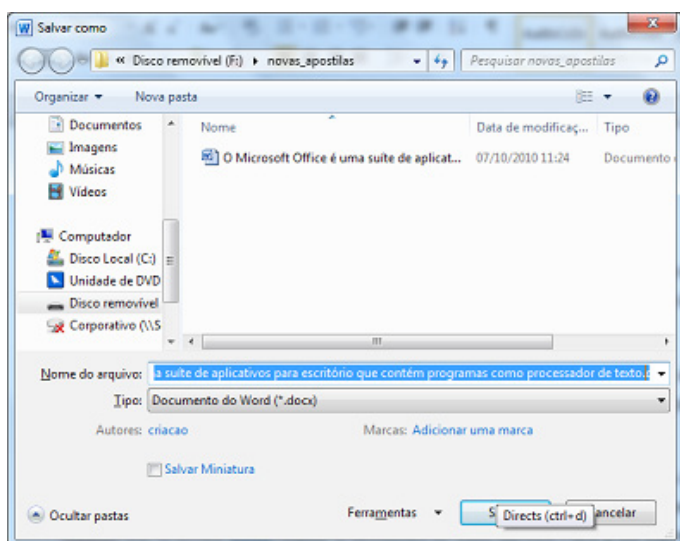 Salvar como
« Disco removível (F:) novas_apostilas Pesquisar novas_apostilas
Organizar Nova pasta
Documentos
Imagens
Músicas
Vídeos
Computador
Disco Local (C:)
Unidade de DVD
Disco removível
Corporativo (\\S
Nome Data de modificaç... Tipo
O Microsoft Office é uma suíte de aplicat... 07/10/2010 11:24 Documento
Nome do arquivo: a suíte de aplicativos para escritório que contém programas como processador de texto.
Tipo: Documento do Word (*.docx)
Autores: criacao Marcas: Adicionar uma marca
Salvar Miniatura
Ocultar pastas Ferramentas S Directs (ctrl+d) ancelar